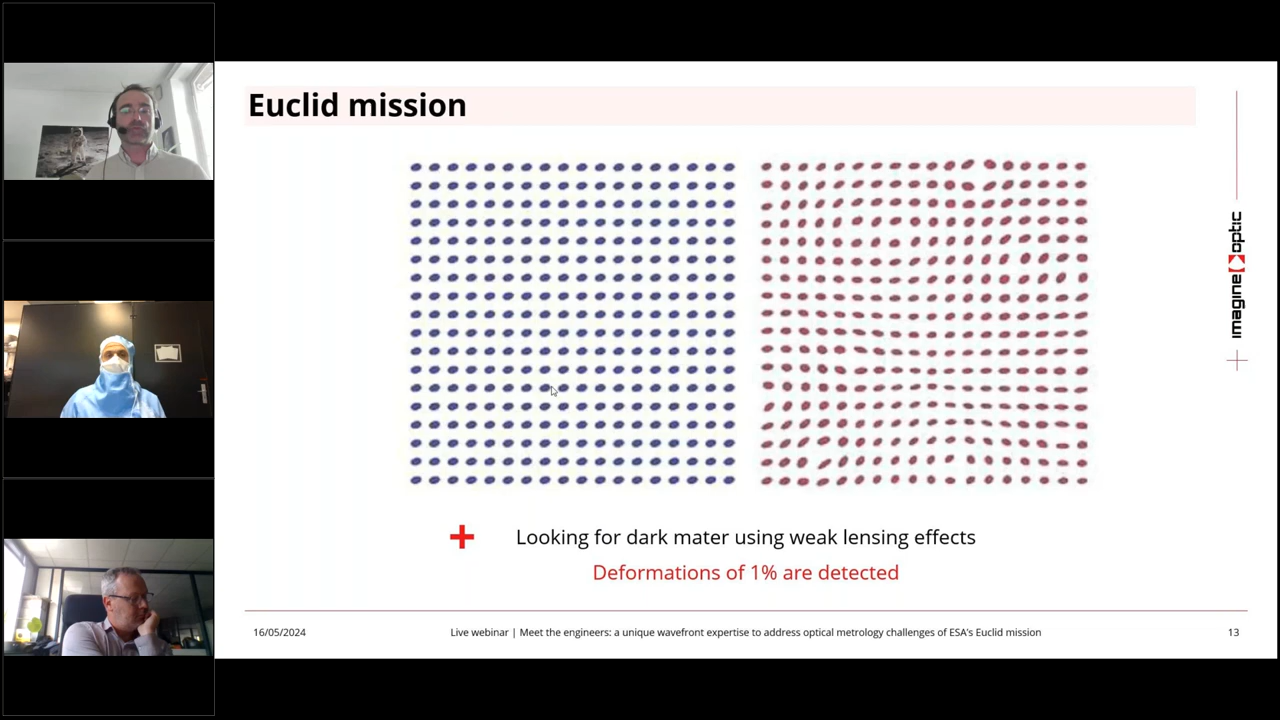 Euclid mission
imagine optic
Looking for dark mater using weak lensing effects
Deformations of 1% are detected
16/05/2024
Live webinar | Meet the engineers: a unique wavefront expertise to address optical metrology challenges of ESA's Euclid mission
13